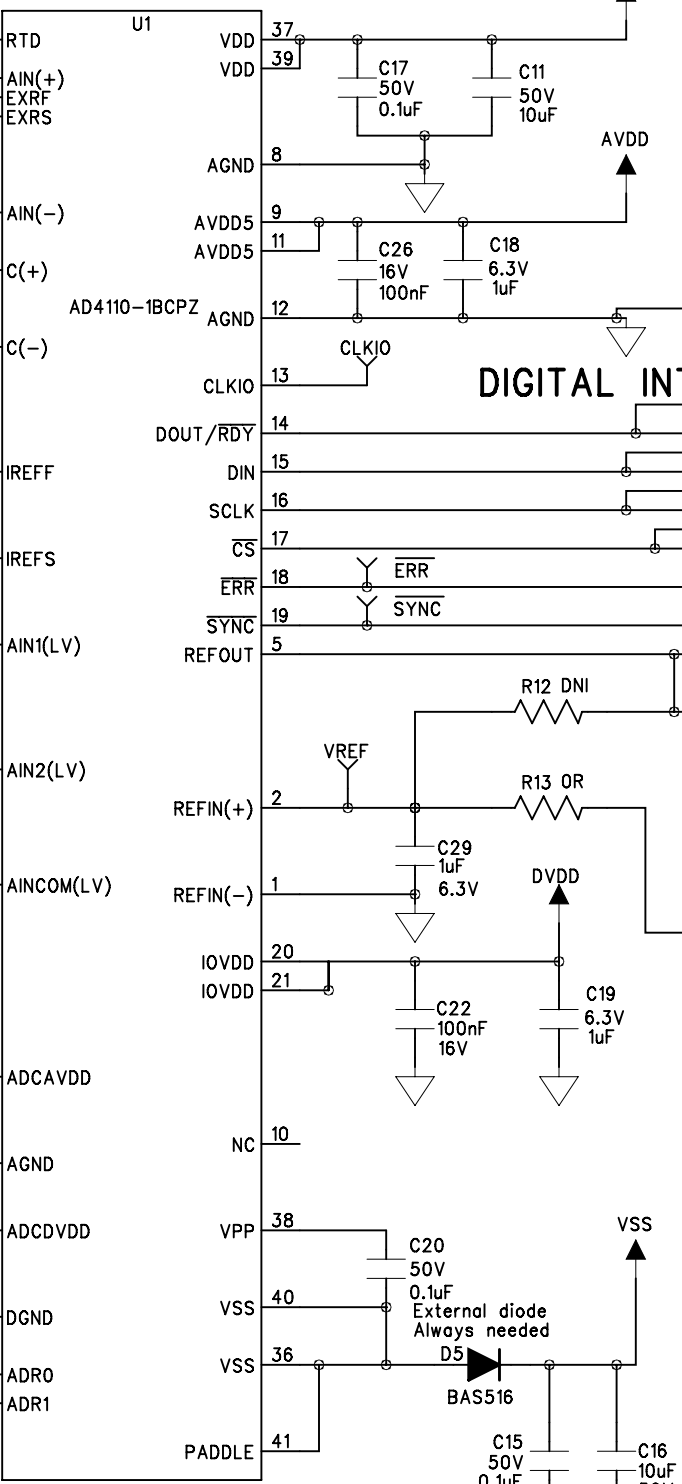 U1
RTD
VDD 37
VDD 39
AIN(+)
EXRF
EXRS
C17
50V
0.1uF
C11
50V
10uF
AGND 8
AVDD
AIN(-)
AVDD5 9
AVDD5 11
C(+)
C26
16V
100nF
C18
6.3V
1uF
AD4110-1BCPZ
AGND 12
C(-)
CLKIO
CLKIO 13
DIGITAL INT
DOUT/RDY 14
IREFF
DIN 15
SCLK 16
CS 17
IREFS
ERR 18
ERR
SYNC 19
SYNC
AIN1(LV)
REFOUT 5
R12 DNI
VREF
AIN2(LV)
R13 0R
REFIN(+) 2
C29
1uF
6.3V
AINCOM(LV)
REFIN(-) 1
DVDD
IOVDD 20
IOVDD 21
C22
100nF
16V
C19
6.3V
1uF
ADCAVDD
NC 10
AGND
ADCDVDD
VPP 38
VSS
C20
50V
0.1uF
VSS 40
External diode
Always needed
DGND
VSS 36
D5
BAS516
ADR0
ADR1
PADDLE 41
C15
50V
0.1uF
C16
10uF
50V